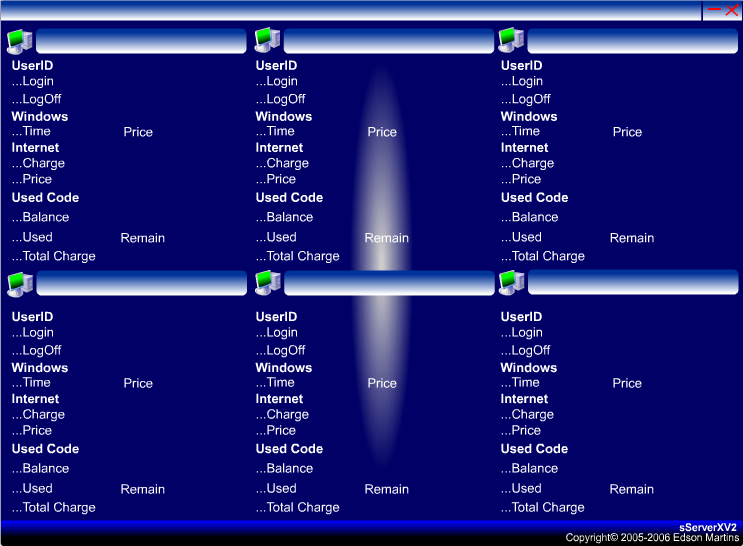 UserID
...Login
...LogOff
Windows
...Time Price
Internet
...Charge
...Price
Used Code
...Balance
...Used Remain
...Total Charge
UserID
...Login
...LogOff
Windows
...Time Price
Internet
...Charge
...Price
Used Code
...Balance
...Used Remain
...Total Charge
UserID
...Login
...LogOff
Windows
...Time Price
Internet
...Charge
...Price
Used Code
...Balance
...Used Remain
...Total Charge
UserID
...Login
...LogOff
Windows
...Time Price
Internet
...Charge
...Price
Used Code
...Balance
...Used Remain
...Total Charge
UserID
...Login
...LogOff
Windows
...Time Price
Internet
...Charge
...Price
Used Code
...Balance
...Used Remain
...Total Charge
UserID
...Login
...LogOff
Windows
...Time Price
Internet
...Charge
...Price
Used Code
...Balance
...Used Remain
...Total Charge
sServerXV2
Copyright© 2005-2006 Edson Martins